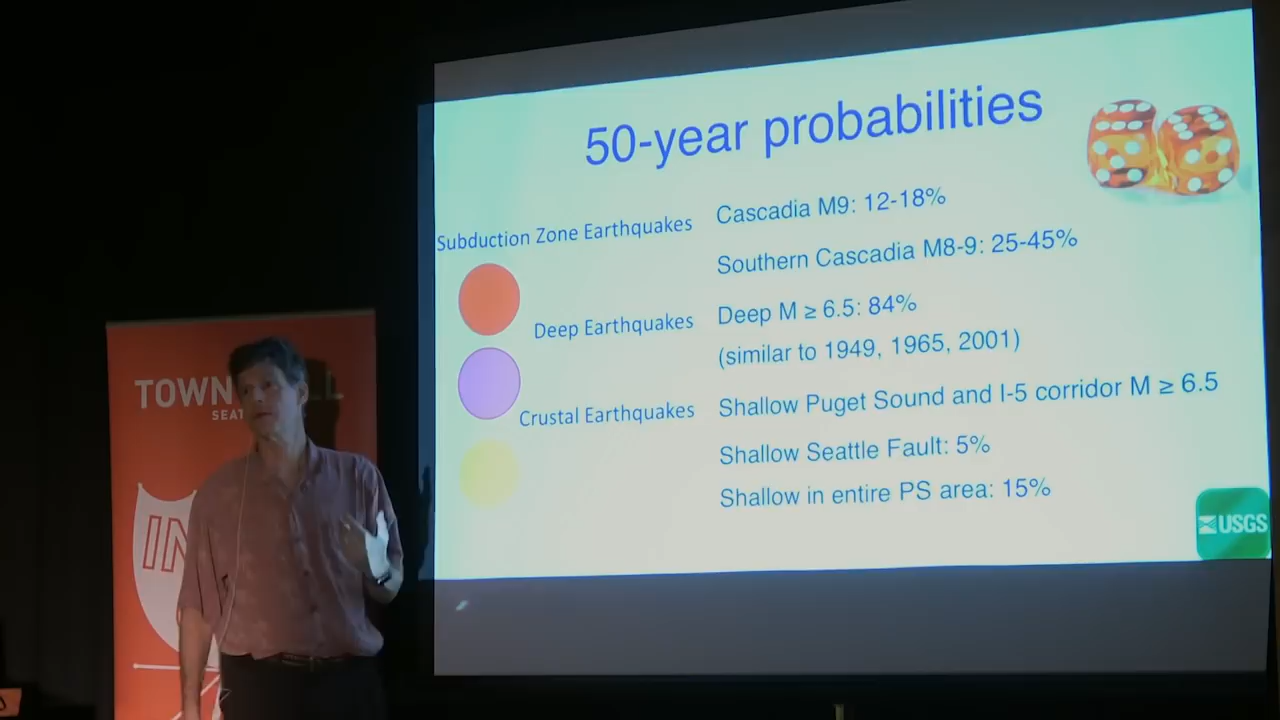 50-year probabilities
Subduction Zone Earthquakes
Cascadia M9: 12-18%
Southern Cascadia M8-9: 25-45%
Deep Earthquakes
Deep M ≥ 6.5: 84%
(similar to 1949, 1965, 2001)
Crustal Earthquakes
Shallow Puget Sound and I-5 corridor M ≥ 6.5
Shallow Seattle Fault: 5%
Shallow in entire PS area: 15%
USGS
TOWN
SEAT
IN